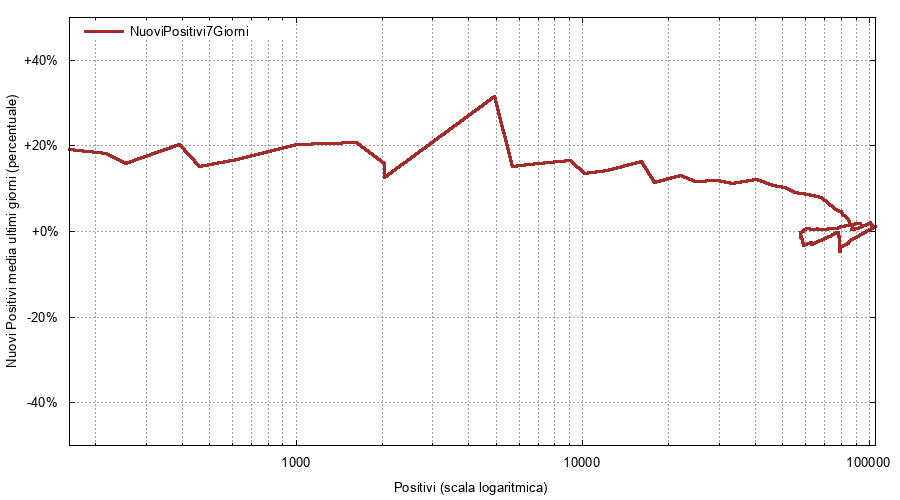 NuoviPositivi7Giorni
+40%
+20%
+0%
-20%
-40%
Nuovi Positivi media ultimi giorni (percentuale)
1000 10000 100000
Positivi (scala logaritmica)